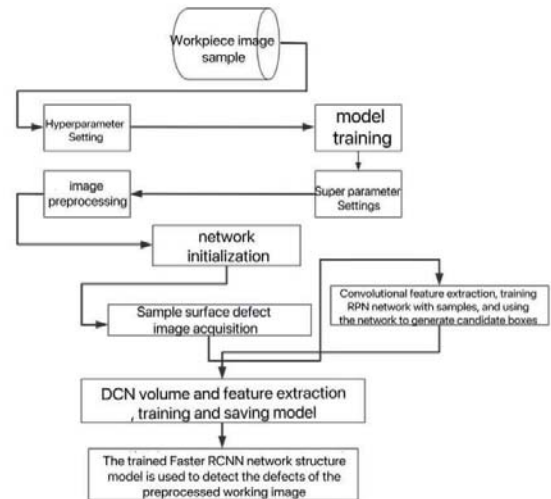 Workpiece image
sample
Hyperparameter
Setting
model
training
image
preprocessing
Super parameter
Settings
network
initialization
Convolutional feature extraction, training
RPN network with samples, and using
the network to generate candidate boxes
Sample surface defect
image acquisition
DCN volume and feature extraction
, training and saving model
The trained Faster RCNN network structure
model is used to detect the defects of the
preprocessed working image